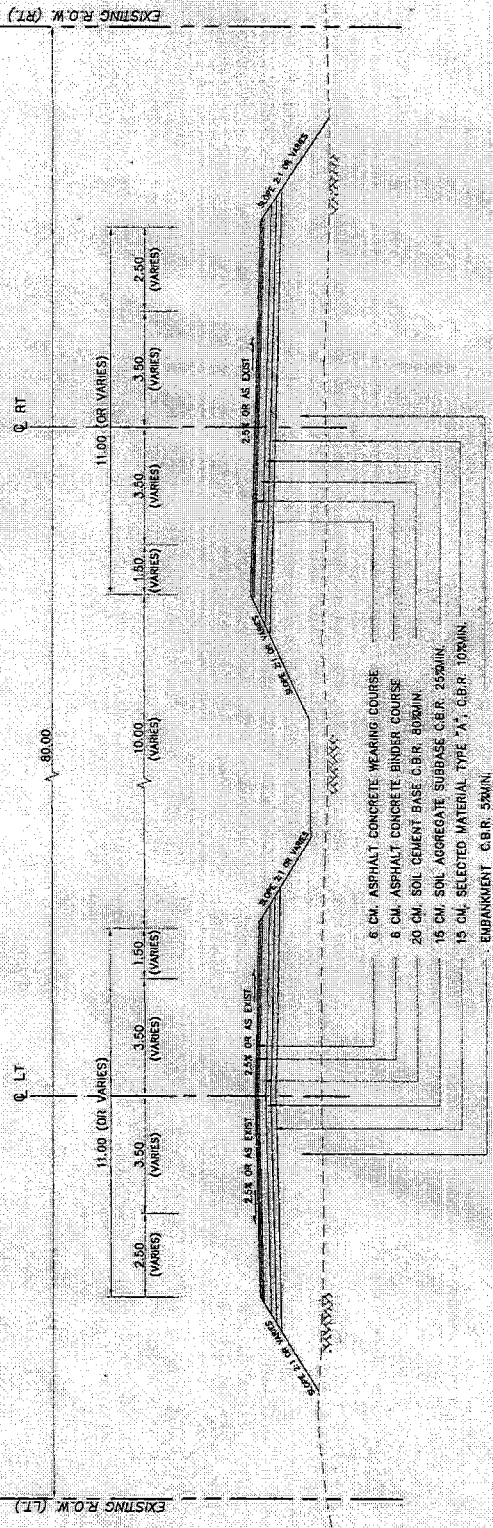 EXISTING R.O.W. (LT.)
EXISTING R.O.W. (RT.)
80.00
℄ LT
℄ RT
11.00 (OR VARIES)
11.00 (OR VARIES)
2.50
(VARIES)
3.50
(VARIES)
3.50
(VARIES)
1.50
(VARIES)
10.00
(VARIES)
1.50
(VARIES)
3.50
(VARIES)
3.50
(VARIES)
2.50
(VARIES)
SLOPE 2:1 OR VARIES
2.5% OR AS EXIST
2.5% OR AS EXIST
SLOPE 2:1 OR VARIES
SLOPE 2:1 OR VARIES
2.5% OR AS EXIST
SLOPE 2:1 OR VARIES
6 CM. ASPHALT CONCRETE WEARING COURSE
6 CM. ASPHALT CONCRETE BINDER COURSE
20 CM. SOIL CEMENT BASE C.B.R. 80%MIN.
15 CM. SOIL AGGREGATE SUBBASE C.B.R. 25%MIN.
15 CM. SELECTED MATERIAL TYPE "A", C.B.R. 10%MIN.
EMBANKMENT C.B.R. 5%MIN.